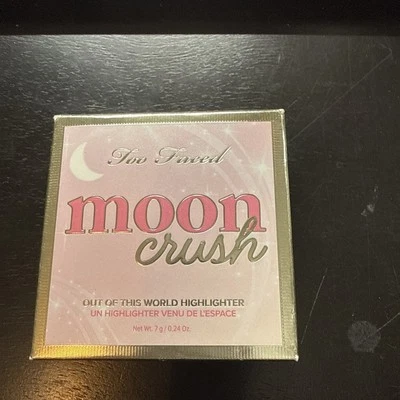 Too Faced
moon
crush
OUT OF THIS WORLD HIGHLIGHTER
UN HIGHLIGHTER VENU DE L'ESPACE
Net Wt. 7 g / 0.24 Oz.